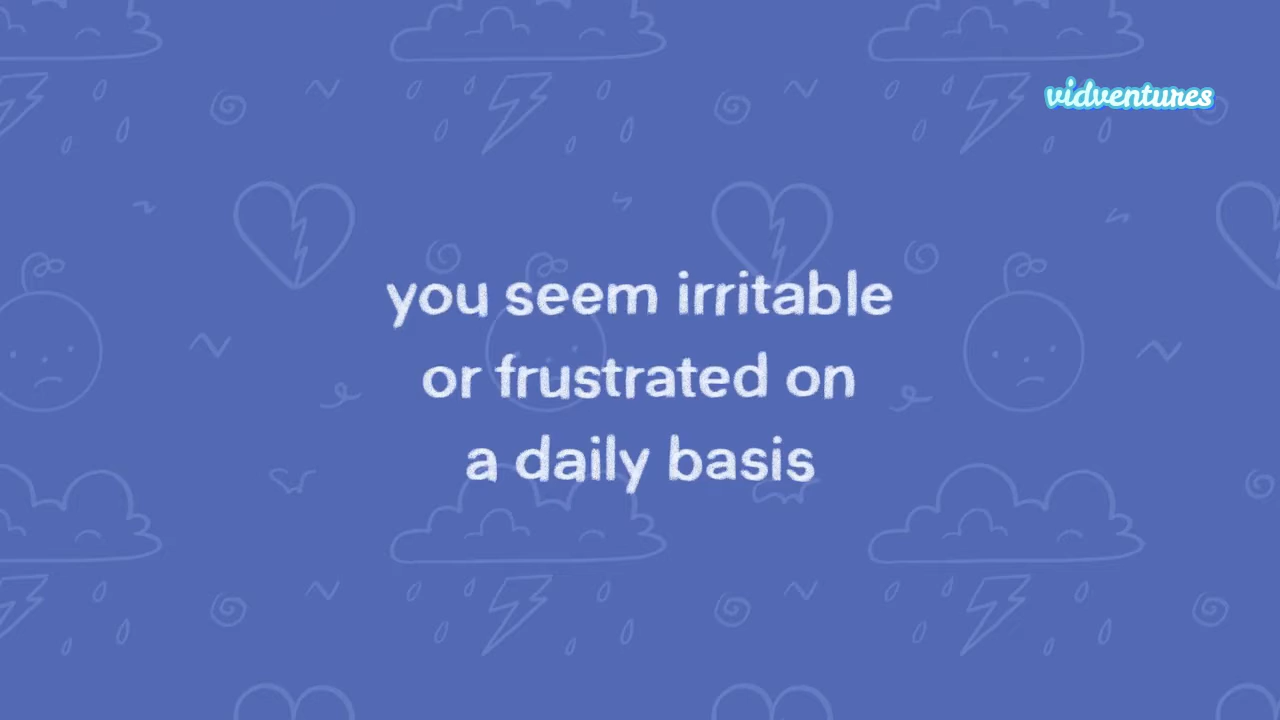 vidventures
you seem irritable
or frustrated on
a daily basis